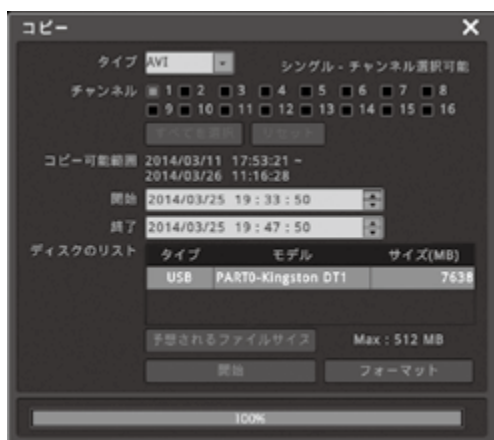 コピー
タイプ AVI シングル - チャンネル選択可能
チャンネル 1 2 3 4 5 6 7 8
9 10 11 12 13 14 15 16
すべてを選択 リセット
コピー可能範囲 2014/03/11 17:53:21 ~
2014/03/26 11:16:28
開始 2014/03/25 19 : 33 : 50
終了 2014/03/25 19 : 47 : 50
ディスクのリスト タイプ モデル サイズ(MB)
USB PART0-Kingston DT1 7638
予想されるファイルサイズ Max : 512 MB
開始 フォーマット
100%